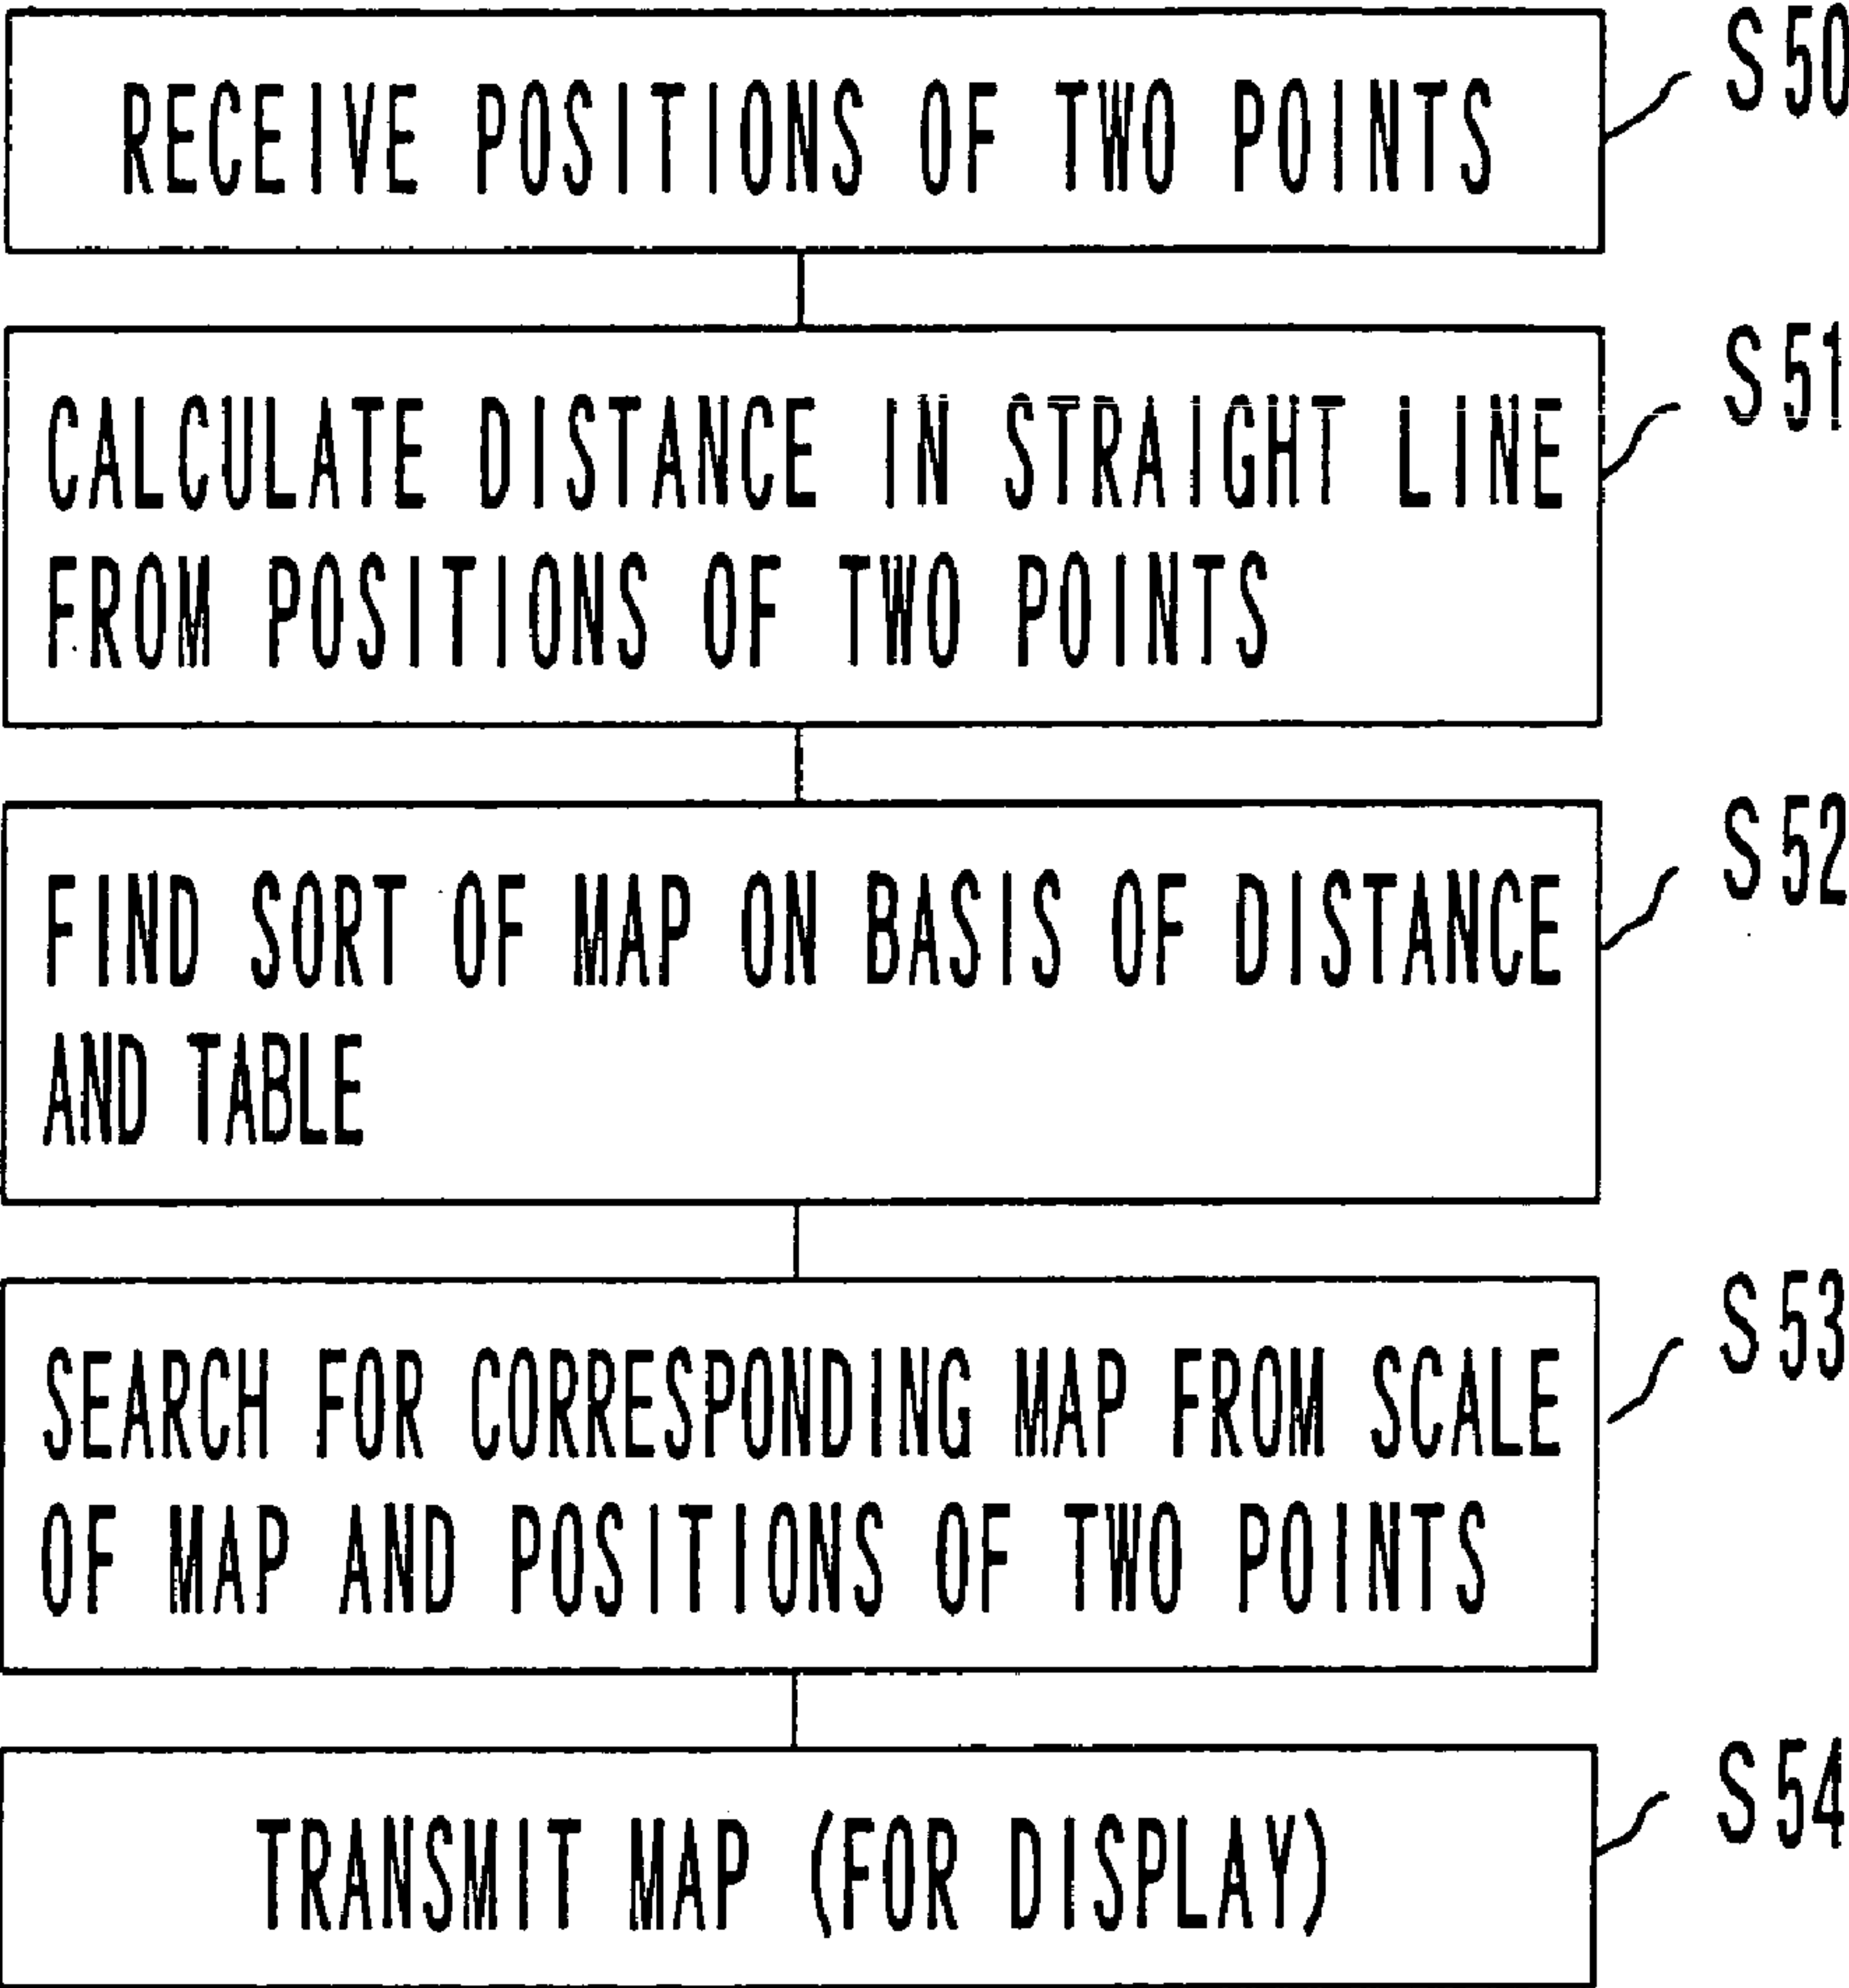 RECEIVE POSITIONS OF TWO POINTS
S50
CALCULATE DISTANCE IN STRAIGHT LINE
FROM POSITIONS OF TWO POINTS
S51
FIND SORT OF MAP ON BASIS OF DISTANCE
AND TABLE
S52
SEARCH FOR CORRESPONDING MAP FROM SCALE
OF MAP AND POSITIONS OF TWO POINTS
S53
TRANSMIT MAP (FOR DISPLAY)
S54